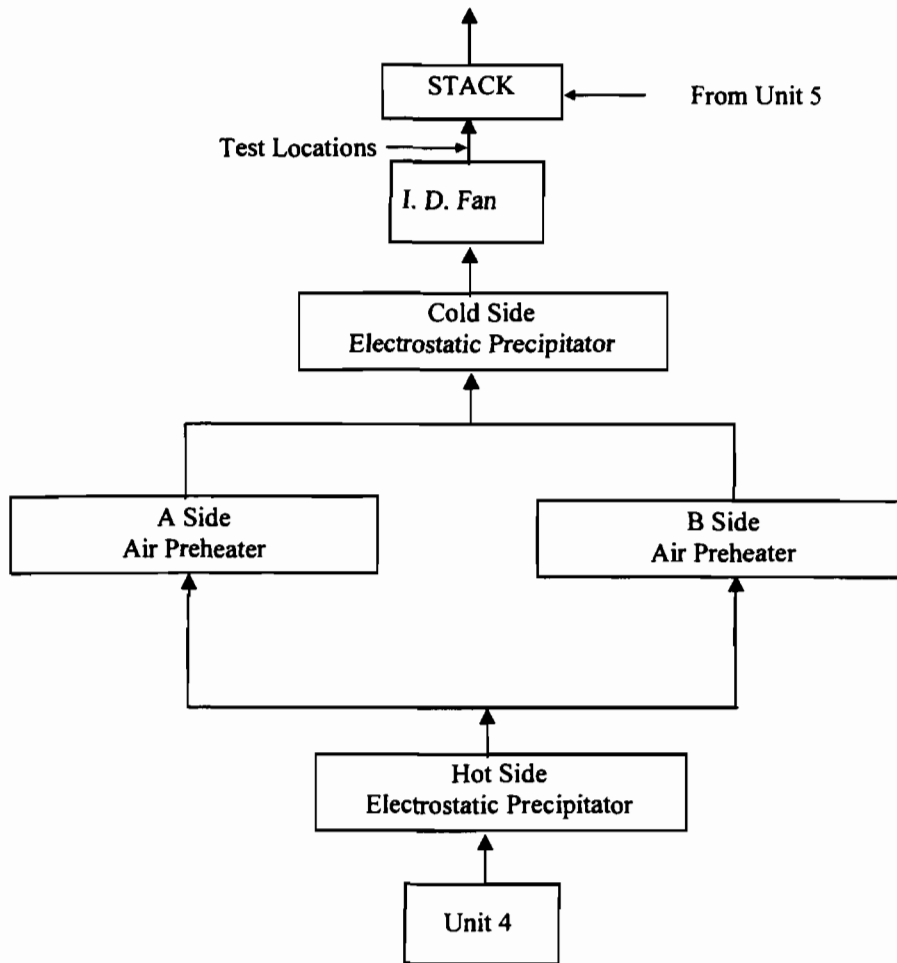 STACK
From Unit 5
Test Locations
I. D. Fan
Cold Side
Electrostatic Precipitator
A Side
Air Preheater
B Side
Air Preheater
Hot Side
Electrostatic Precipitator
Unit 4